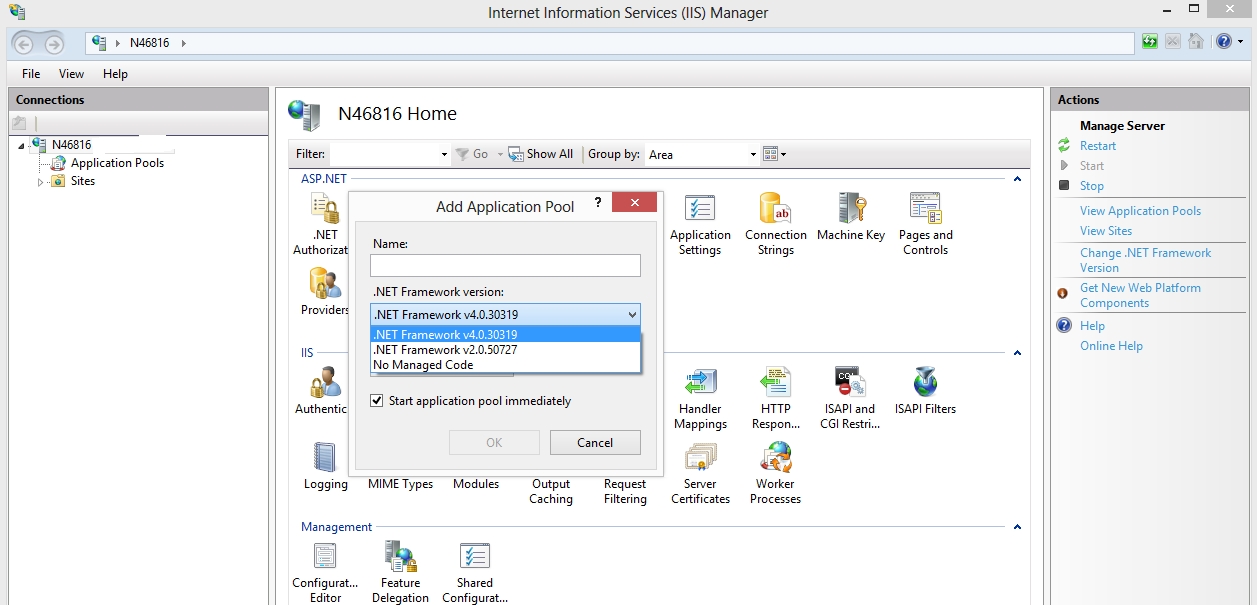 Internet Information Services (IIS) Manager
N46816
File View Help
Connections
N46816
Application Pools
Sites
N46816 Home
Filter: Go Show All Group by: Area
ASP.NET
.NET
Authorizat
Providers
Application
Settings
Connection
Strings
Machine Key
Pages and
Controls
Add Application Pool ?
Name:
.NET Framework version:
.NET Framework v4.0.30319
.NET Framework v4.0.30319
.NET Framework v2.0.50727
No Managed Code
Start application pool immediately
OK Cancel
IIS
Authentic
Handler
Mappings
HTTP
Respon...
ISAPI and
CGI Restri...
ISAPI Filters
Logging
MIME Types
Modules
Output
Caching
Request
Filtering
Server
Certificates
Worker
Processes
Management
Configurat...
Editor
Feature
Delegation
Shared
Configurat...
Actions
Manage Server
Restart
Start
Stop
View Application Pools
View Sites
Change .NET Framework
Version
Get New Web Platform
Components
Help
Online Help